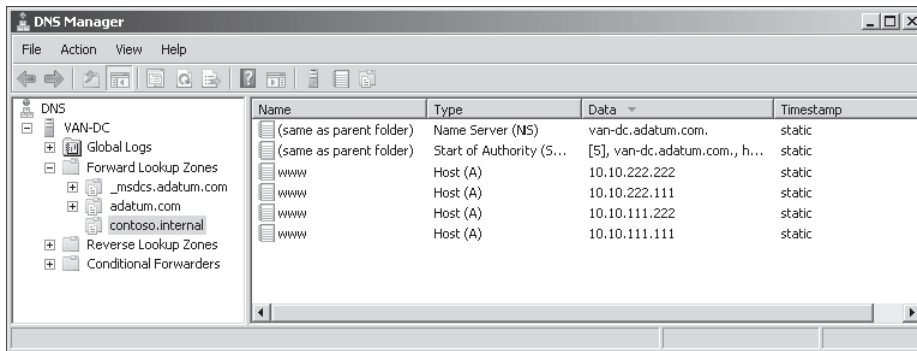 DNS Manager
File Action View Help
DNS
VAN-DC
Global Logs
Forward Lookup Zones
_msdcs.adatum.com
adatum.com
contoso.internal
Reverse Lookup Zones
Conditional Forwarders
Name Type Data Timestamp
(same as parent folder) Name Server (NS) van-dc.adatum.com. static
(same as parent folder) Start of Authority (S... [5], van-dc.adatum.com., h... static
www Host (A) 10.10.222.222 static
www Host (A) 10.10.222.111 static
www Host (A) 10.10.111.222 static
www Host (A) 10.10.111.111 static